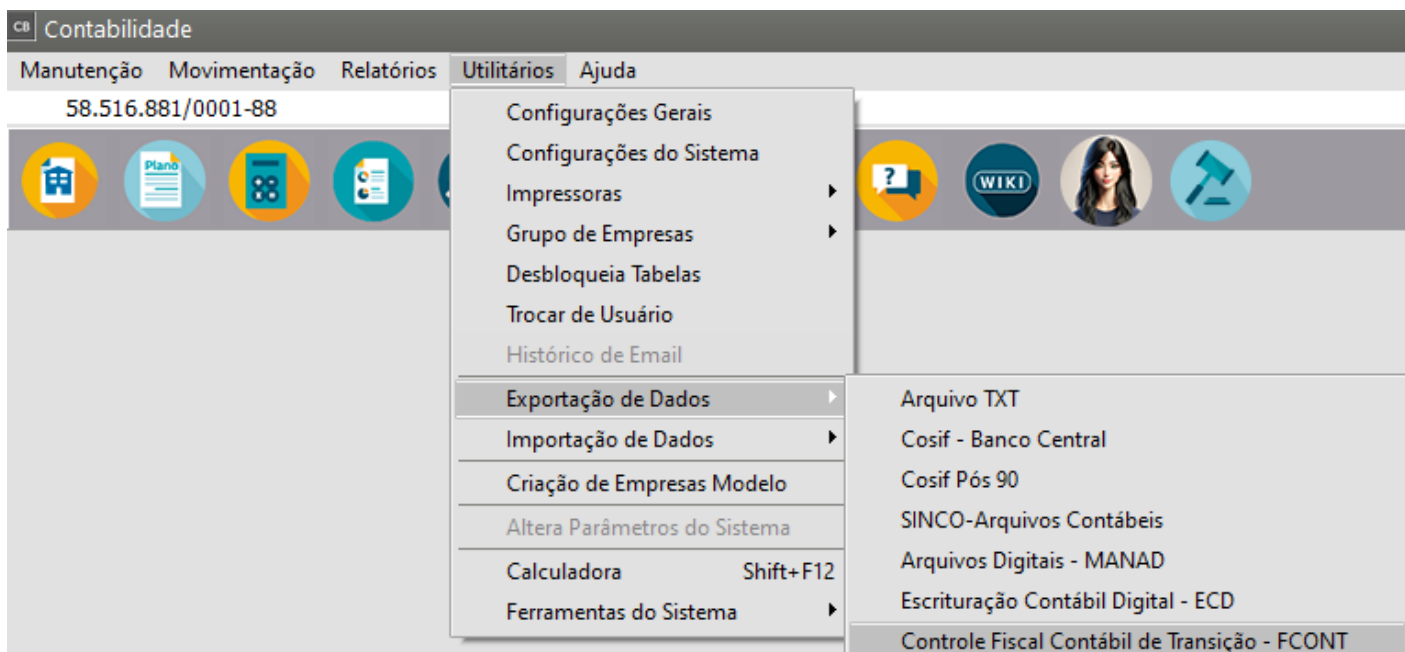 CB Contabilidade
Manutenção Movimentação Relatórios Utilitários Ajuda
58.516.881/0001-88
Plano
?
WIKI
Configurações Gerais
Configurações do Sistema
Impressoras
Grupo de Empresas
Desbloqueia Tabelas
Trocar de Usuário
Histórico de Email
Exportação de Dados
Importação de Dados
Criação de Empresas Modelo
Altera Parâmetros do Sistema
Calculadora Shift+F12
Ferramentas do Sistema
Arquivo TXT
Cosif - Banco Central
Cosif Pós 90
SINCO-Arquivos Contábeis
Arquivos Digitais - MANAD
Escrituração Contábil Digital - ECD
Controle Fiscal Contábil de Transição - FCONT